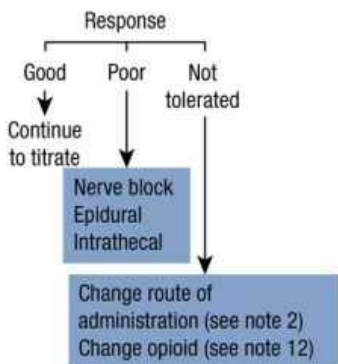 Response
Good
Poor
Not
tolerated
Continue
to titrate
Nerve block
Epidural
Intrathecal
Change route of
administration (see note 2)
Change opioid (see note 12)